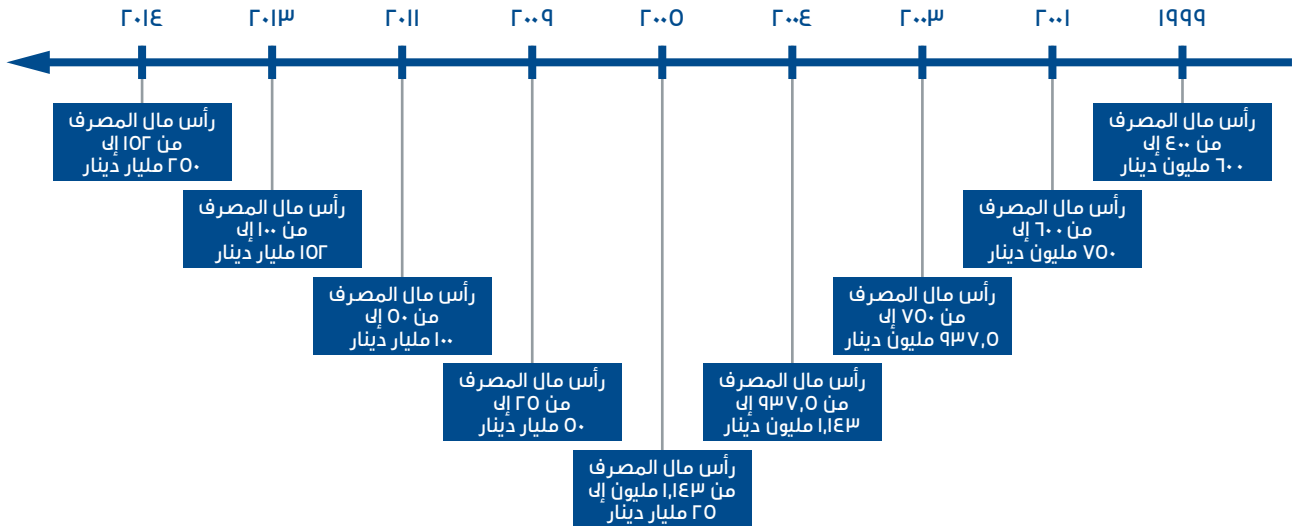 ١٩٩٩
٢٠٠١
٢٠٠٣
٢٠٠٤
٢٠٠٥
٢٠٠٩
٢٠١١
٢٠١٣
٢٠١٤
رأس مال المصرف
من ٤٠٠ إلى
٦٠٠ مليون دينار
رأس مال المصرف
من ٦٠٠ إلى
٧٥٠ مليون دينار
رأس مال المصرف
من ٧٥٠ إلى
٩٣٧,٥ مليون دينار
رأس مال المصرف
من ٩٣٧,٥ إلى
١,١٤٣ مليون دينار
رأس مال المصرف
من ١,١٤٣ مليون إلى
٢٥ مليار دينار
رأس مال المصرف
من ٢٥ إلى
٥٠ مليار دينار
رأس مال المصرف
من ٥٠ إلى
١٠٠ مليار دينار
رأس مال المصرف
من ١٠٠ إلى
١٥٢ مليار دينار
رأس مال المصرف
من ١٥٢ إلى
٢٥٠ مليار دينار